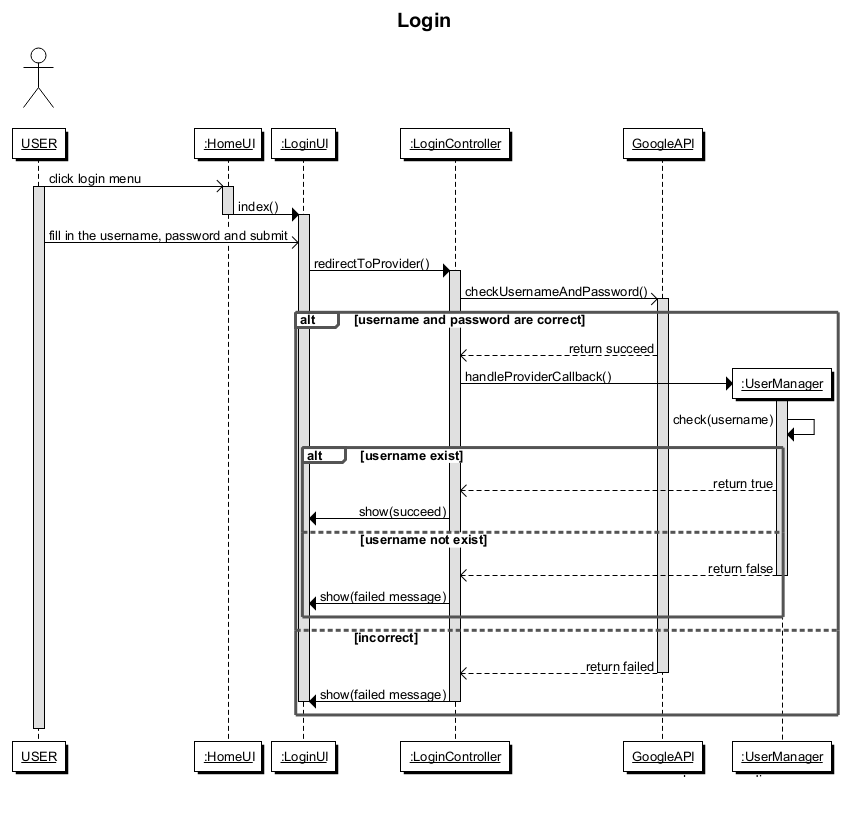 Login
USER :HomeUI :LoginUI :LoginController GoogleAPI
click login menu
index()
fill in the username, password and submit
redirectToProvider()
checkUsernameAndPassword()
alt [username and password are correct]
return succeed
handleProviderCallback() :UserManager
check(username)
alt [username exist]
return true
show(succeed)
[username not exist]
return false
show(failed message)
[incorrect]
return failed
show(failed message)
USER :HomeUI :LoginUI :LoginController GoogleAPI :UserManager